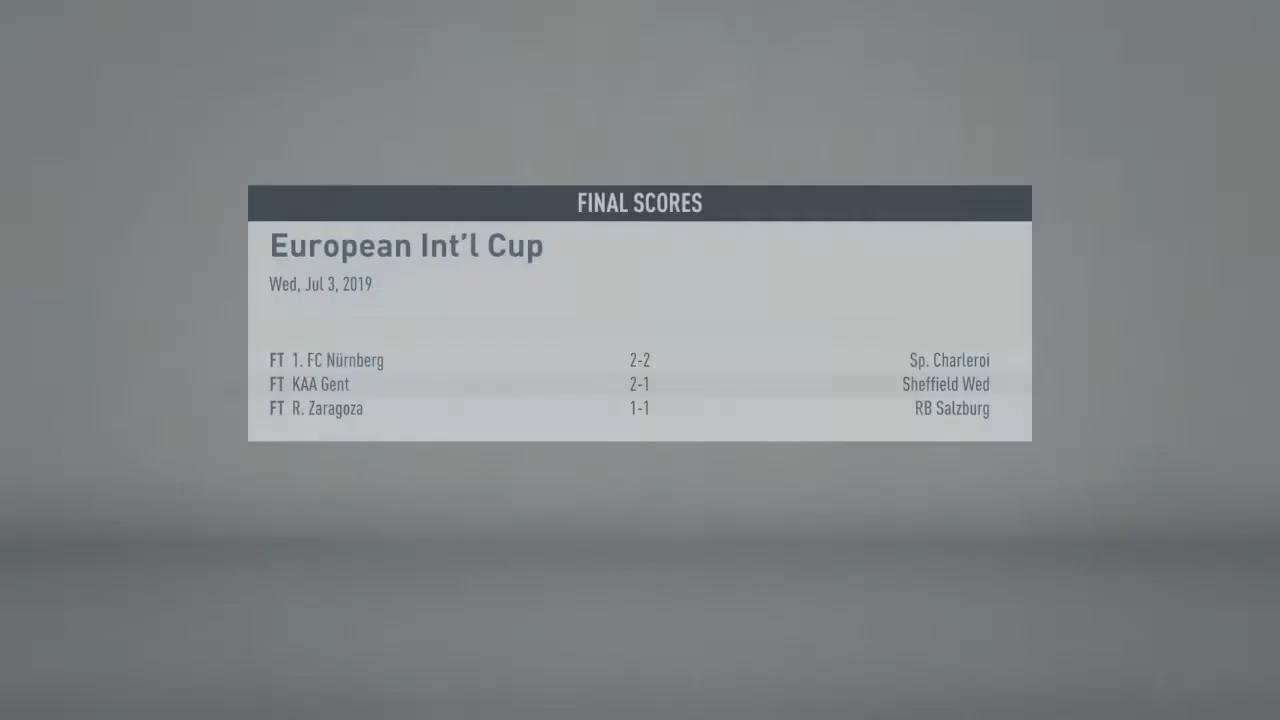 FINAL SCORES
European Int'l Cup
Wed, Jul 3, 2019
FT 1. FC Nürnberg 2-2 Sp. Charleroi
FT KAA Gent 2-1 Sheffield Wed
FT R. Zaragoza 1-1 RB Salzburg